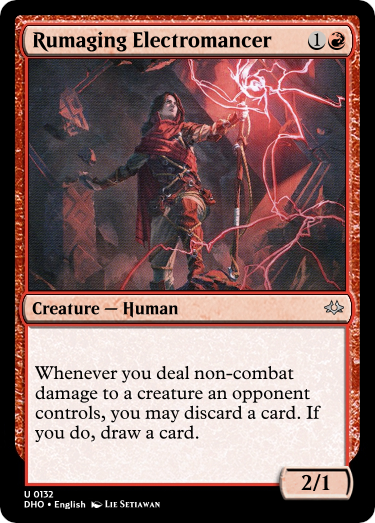 Rumaging Electromancer 1
Creature — Human
Whenever you deal non-combat
damage to a creature an opponent
controls, you may discard a card. If
you do, draw a card.
2/1
U 0132
DHO • English Lie Setiawan